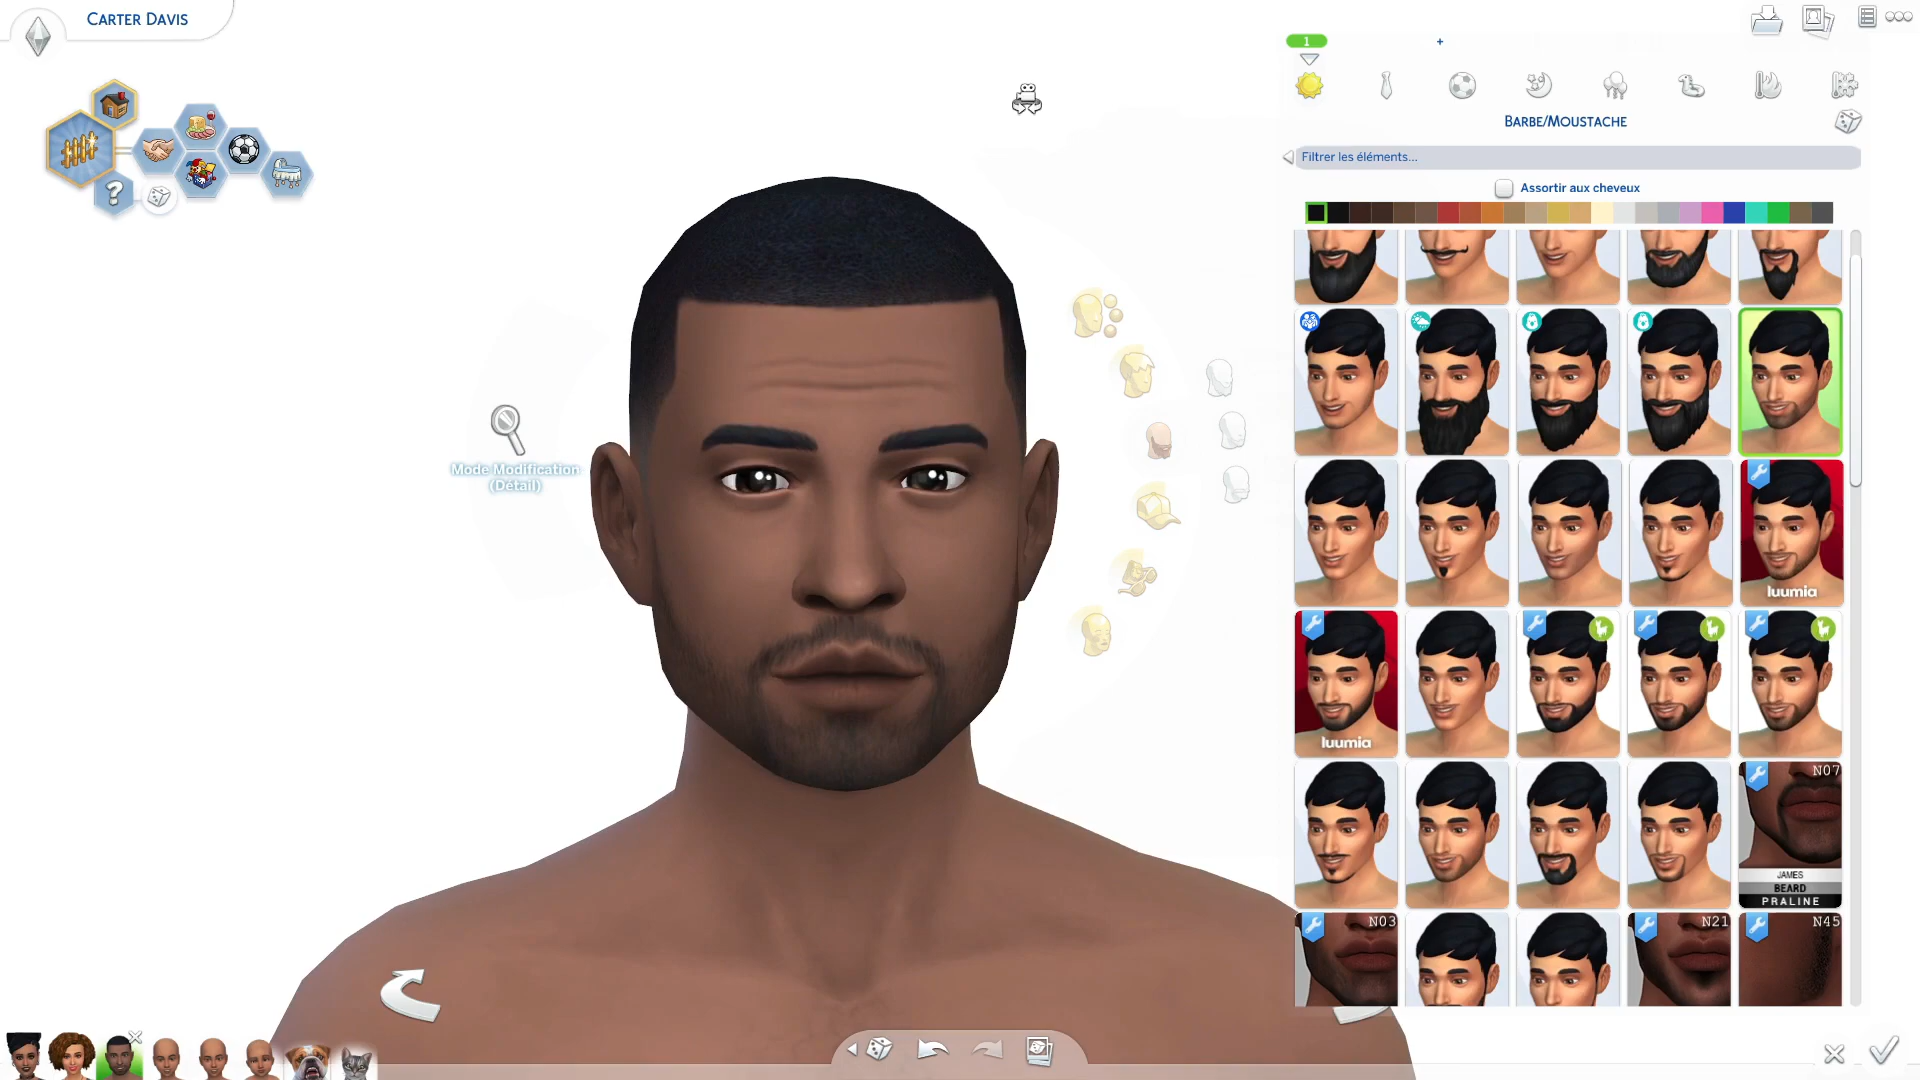 CARTER DAVIS
1
+
BARBE/MOUSTACHE
Filtrer les éléments...
Assortir aux cheveux
Mode Modification
(Détail)
luumia
luumia
N07
JAMES
BEARD
PRALINE
N03
N21
N45